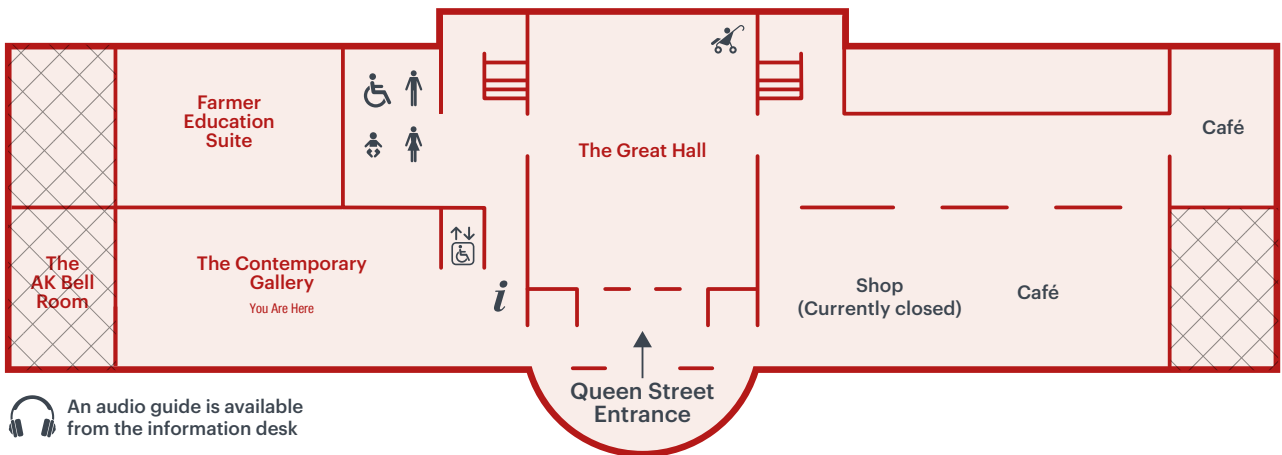 Farmer
Education
Suite
The Great Hall
Café
The
AK Bell
Room
The Contemporary
Gallery
You Are Here
i
Shop
(Currently closed)
Café
Queen Street
Entrance
An audio guide is available
from the information desk